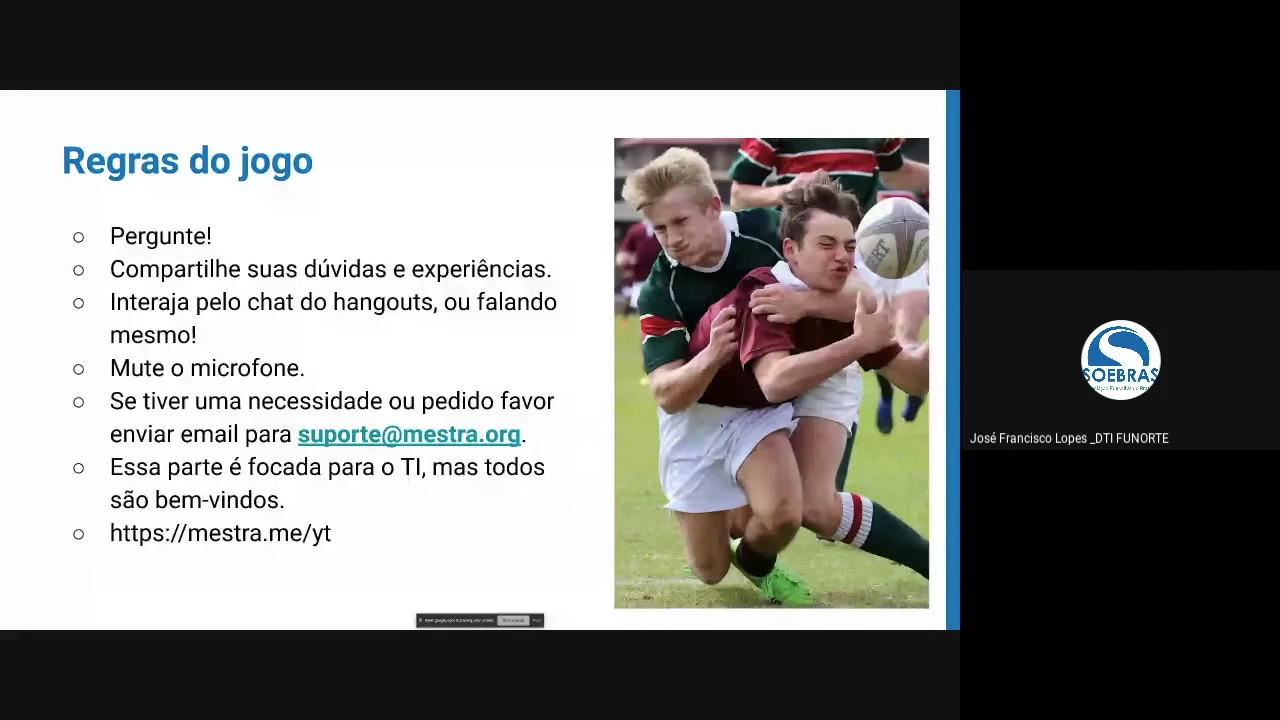 Regras do jogo
Pergunte!
Compartilhe suas dúvidas e experiências.
Interaja pelo chat do hangouts, ou falando
mesmo!
Mute o microfone.
Se tiver uma necessidade ou pedido favor
enviar email para suporte@mestra.org.
Essa parte é focada para o TI, mas todos
são bem-vindos.
https://mestra.me/yt
SOEBRAS
José Francisco Lopes _DTI FUNORTE